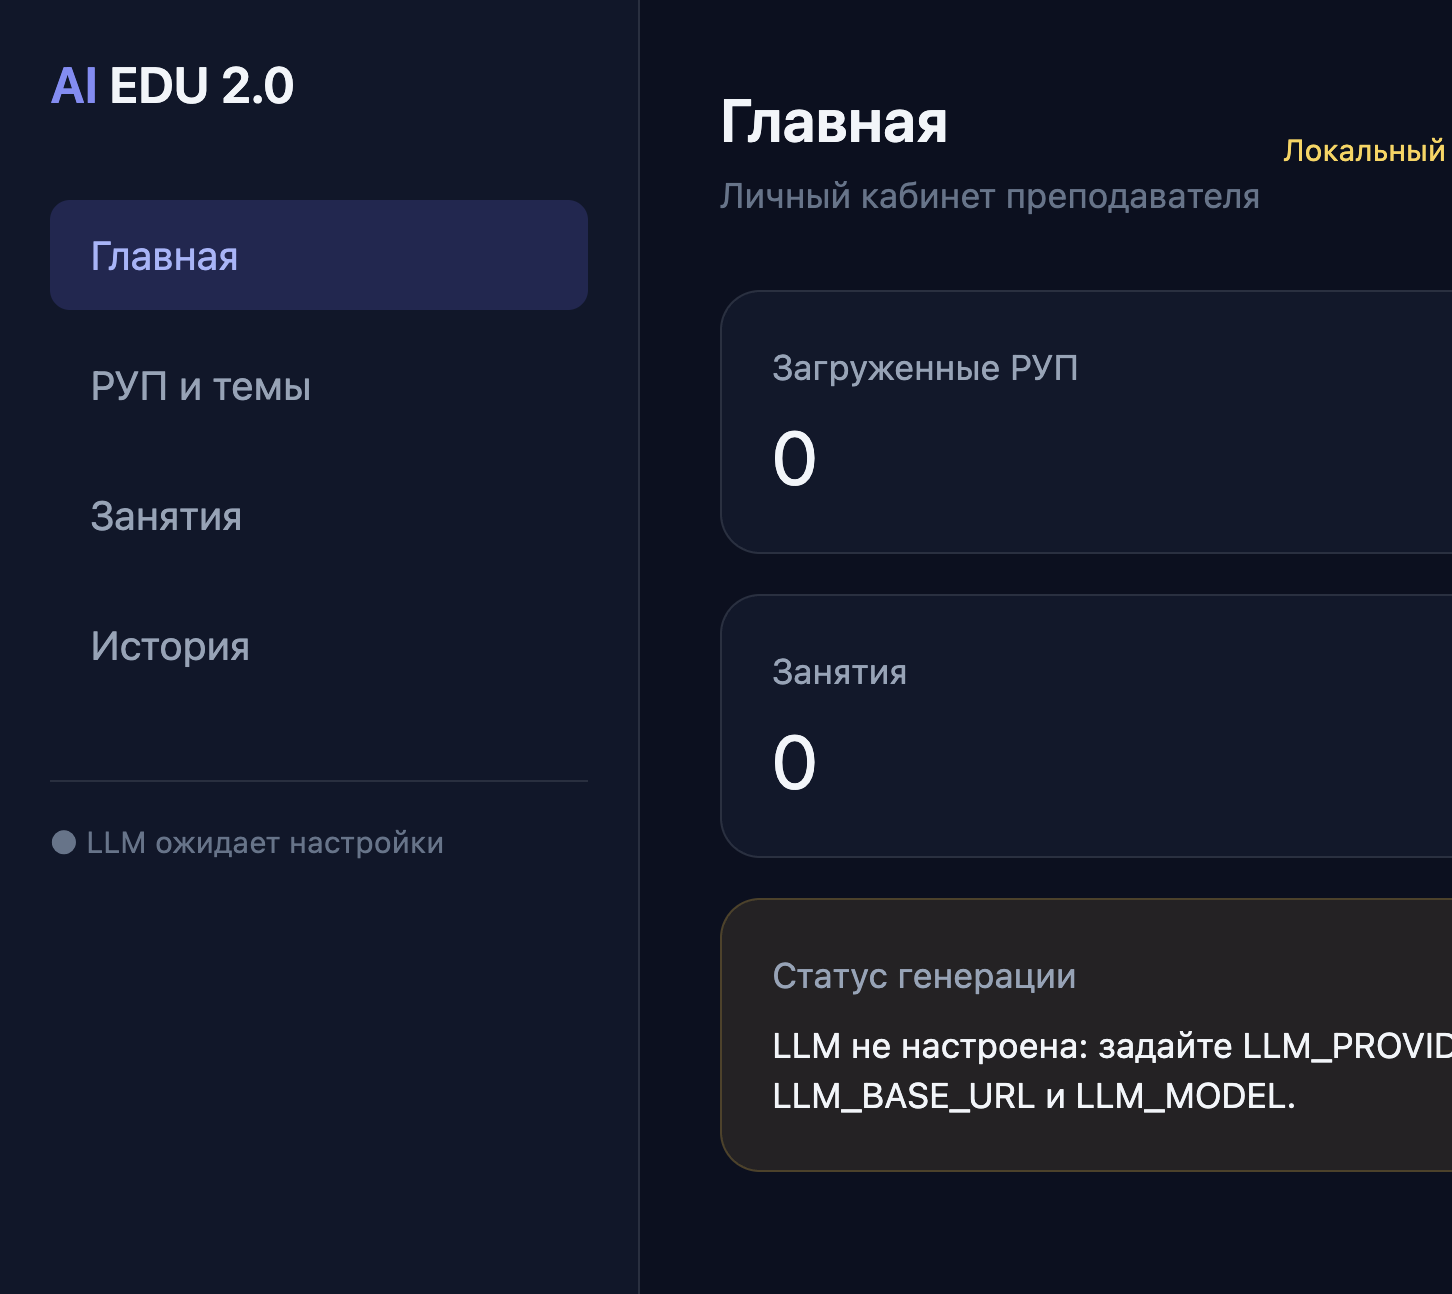 AI EDU 2.0
Главная
РУП и темы
Занятия
История
LLM ожидает настройки
Главная
Локальный
Личный кабинет преподавателя
Загруженные РУП
0
Занятия
0
Статус генерации
LLM не настроена: задайте
LLM_BASE_URL и LLM_MODEL.